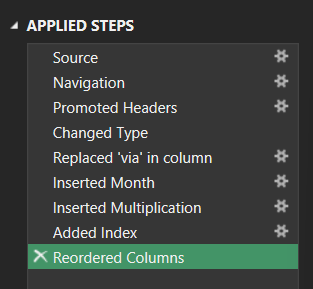 APPLIED STEPS
Source
Navigation
Promoted Headers
Changed Type
Replaced 'via' in column
Inserted Month
Inserted Multiplication
Added Index
Reordered Columns